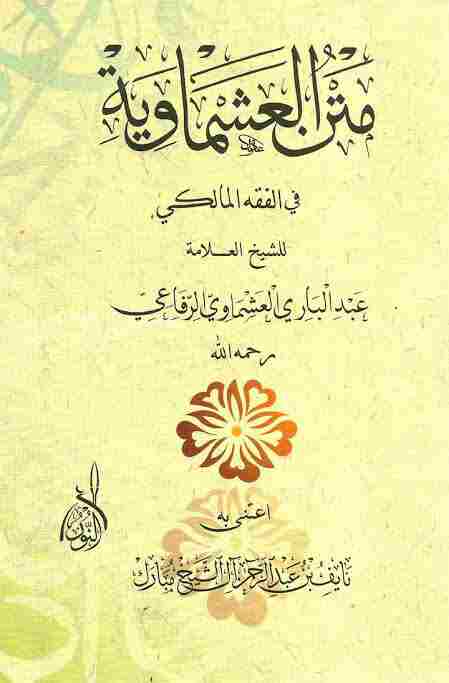 متن العشماوية
في الفقه المالكي
للشيخ العلامة
عبد الباري العشماوي الرفاعي
رحمه الله
اعتنى به
نايف بن عبد الرحمن آل الشيخ مبارك